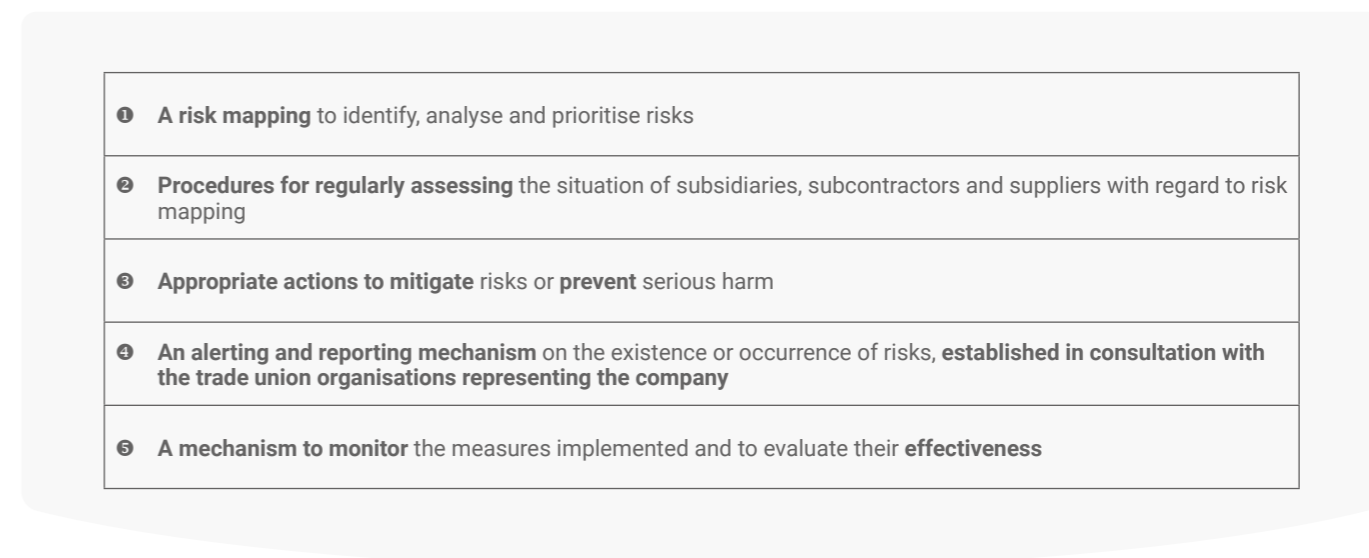 ❶ A risk mapping to identify, analyse and prioritise risks
❷ Procedures for regularly assessing the situation of subsidiaries, subcontractors and suppliers with regard to risk
mapping
❸ Appropriate actions to mitigate risks or prevent serious harm
❹ An alerting and reporting mechanism on the existence or occurrence of risks, established in consultation with
the trade union organisations representing the company
❺ A mechanism to monitor the measures implemented and to evaluate their effectiveness